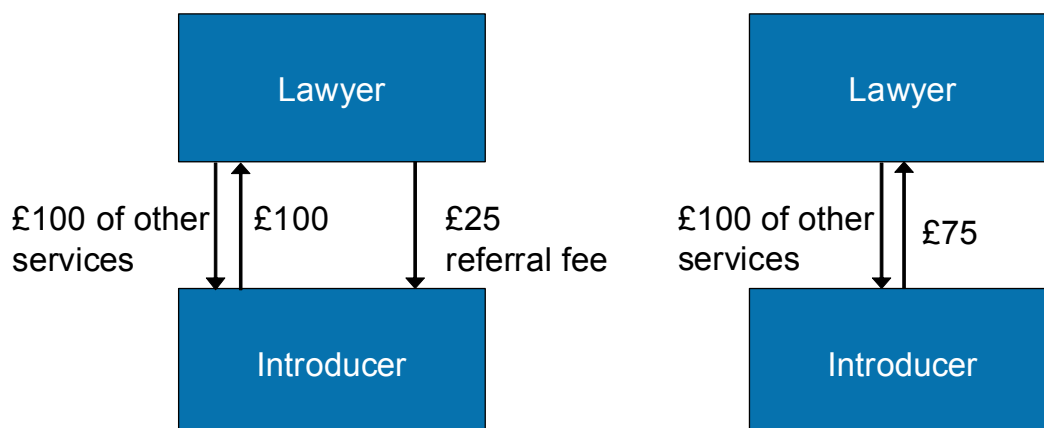 Lawyer
£100 of other
services
£100
£25
referral fee
Introducer
Lawyer
£100 of other
services
£75
Introducer